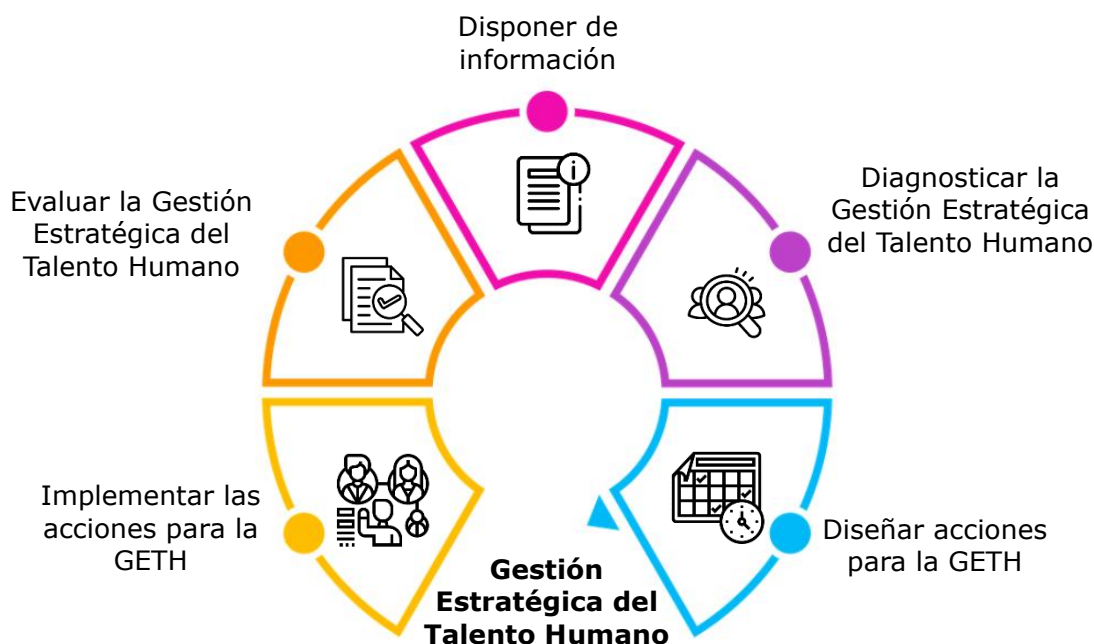 Disponer de
información
Diagnosticar la
Gestión Estratégica
del Talento Humano
Diseñar acciones
para la GETH
Implementar las
acciones para la
GETH
Evaluar la Gestión
Estratégica del
Talento Humano
Gestión
Estratégica del
Talento Humano